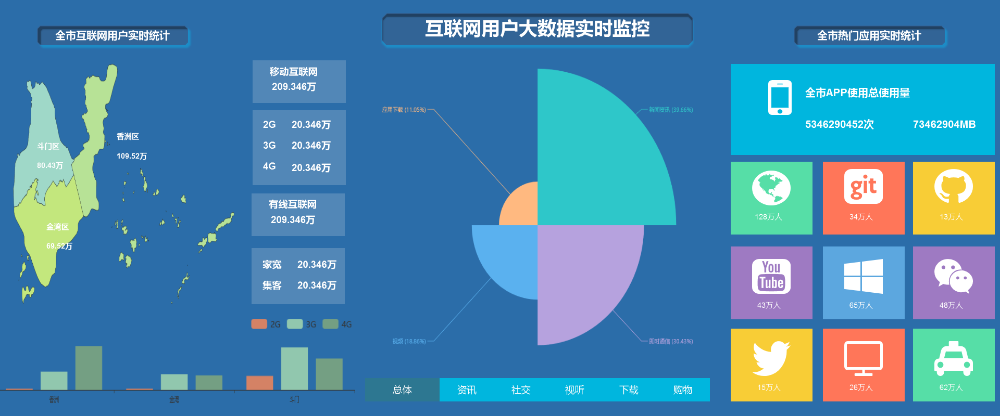 全市互联网用户实时统计
斗门区
80.43万
香洲区
109.52万
金湾区
69.52万
移动互联网
209.346万
2G 20.346万
3G 20.346万
4G 20.346万
有线互联网
209.346万
家宽 20.346万
集客 20.346万
2G 3G 4G
香洲 金湾 斗门
互联网用户大数据实时监控
应用下载 (11.05%)
新闻资讯 (39.66%)
视频 (18.86%)
即时通信 (30.43%)
总体 资讯 社交 视听 下载 购物
全市热门应用实时统计
全市APP使用总使用量
5346290452次 73462904MB
git
128万人 34万人 13万人
You
Tube
43万人 65万人 48万人
15万人 26万人 62万人